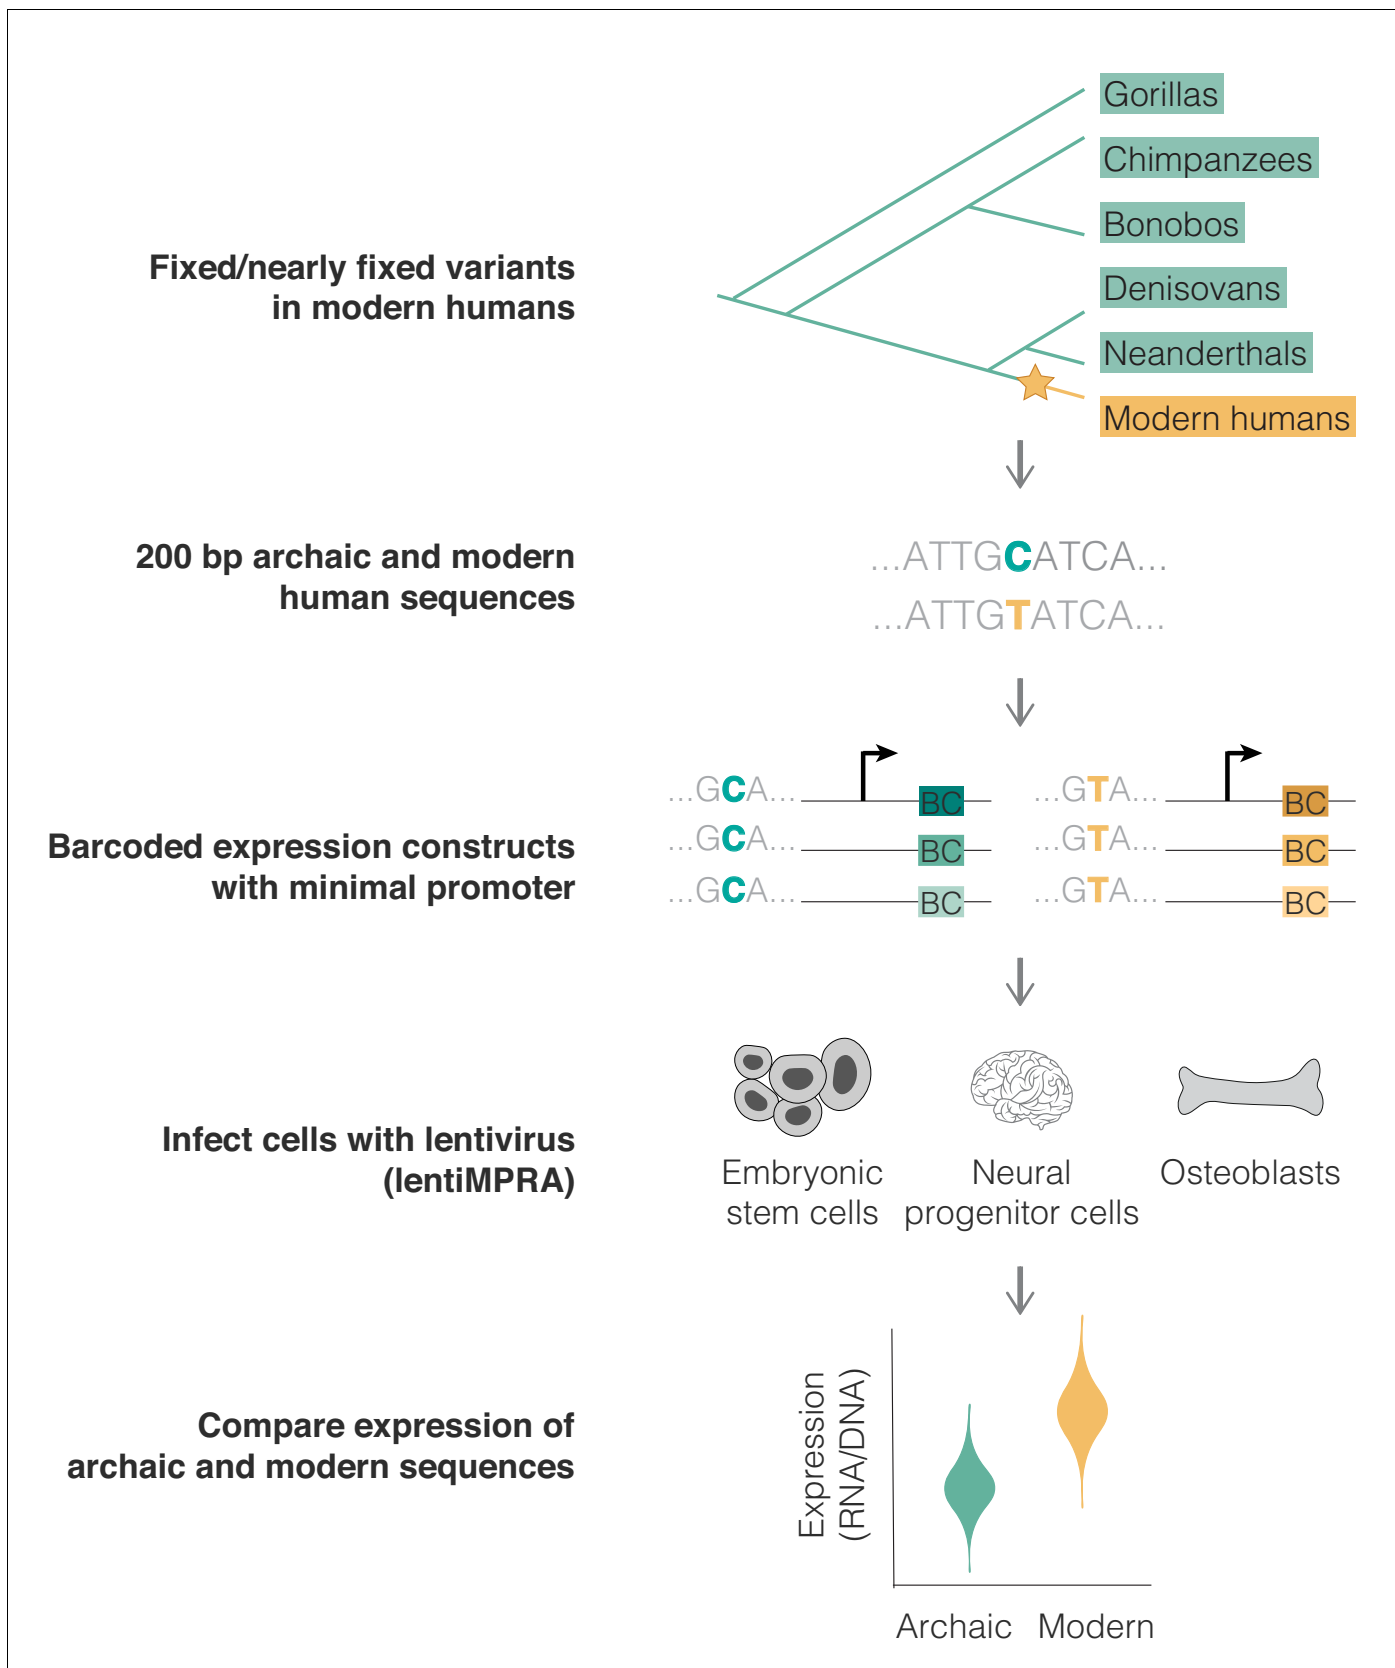 Gorillas
Chimpanzees
Bonobos
Denisovans
Neanderthals
Modern humans
Fixed/nearly fixed variants
in modern humans
200 bp archaic and modern
human sequences
...ATTGCATCA...
...ATTGTATCA...
Barcoded expression constructs
with minimal promoter
...GCA... BC ...GTA... BC
...GCA... BC ...GTA... BC
...GCA... BC ...GTA... BC
Infect cells with lentivirus
(lentiMPRA)
Embryonic
stem cells
Neural
progenitor cells
Osteoblasts
Compare expression of
archaic and modern sequences
Expression
(RNA/DNA)
Archaic Modern